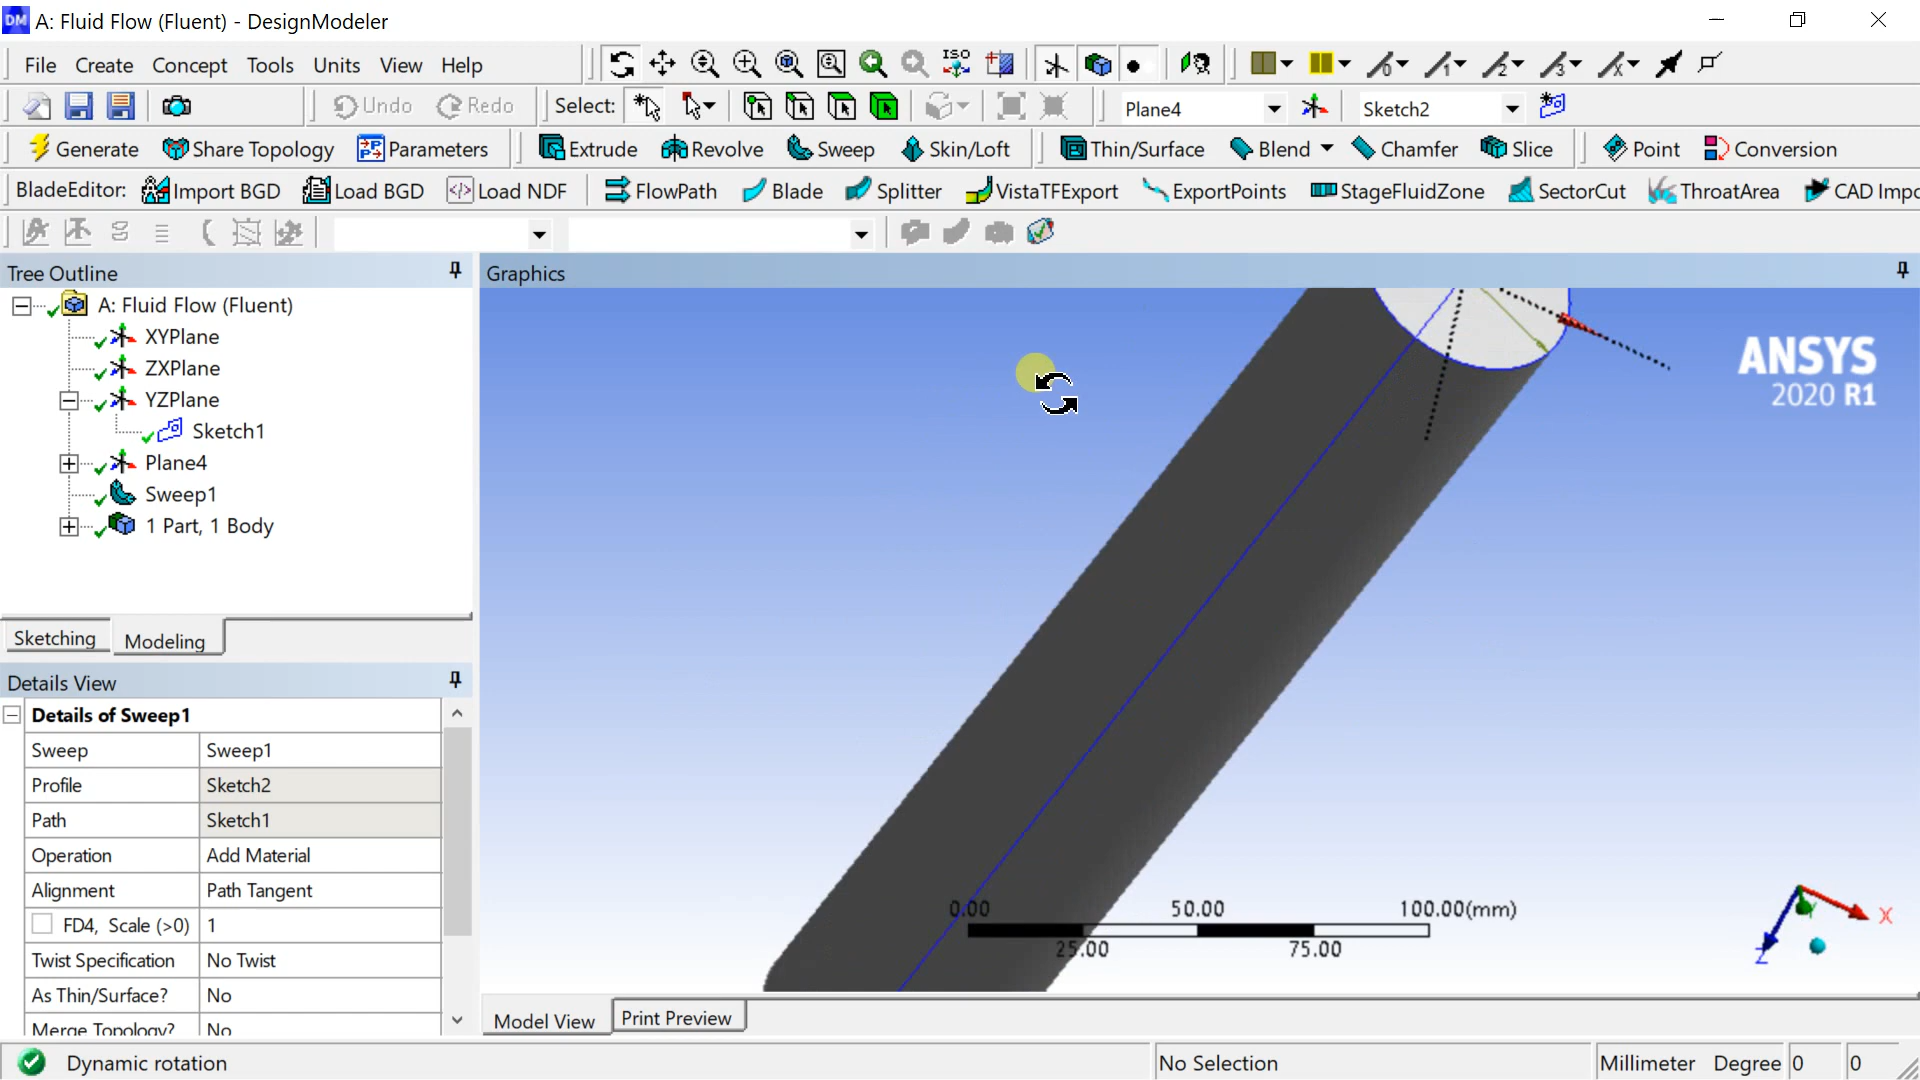 A: Fluid Flow (Fluent) - DesignModeler
File Create Concept Tools Units View Help ISO
Undo Redo Select: Plane4 Sketch2
Generate Share Topology Parameters Extrude Revolve Sweep Skin/Loft Thin/Surface Blend Chamfer Slice Point Conversion
BladeEditor: Import BGD Load BGD Load NDF FlowPath Blade Splitter VistaTFExport ExportPoints StageFluidZone SectorCut ThroatArea CAD Impo
Tree Outline
Graphics
A: Fluid Flow (Fluent)
XYPlane
ZXPlane
YZPlane
Sketch1
Plane4
Sweep1
1 Part, 1 Body
ANSYS
2020 R1
Sketching Modeling
Details View
Details of Sweep1
Sweep Sweep1
Profile Sketch2
Path Sketch1
Operation Add Material
Alignment Path Tangent
FD4, Scale (>0) 1
Twist Specification No Twist
As Thin/Surface? No
Merge Topology? No
0.00 50.00 100.00(mm)
25.00 75.00
X
Z
Model View Print Preview
Dynamic rotation No Selection Millimeter Degree 0 0